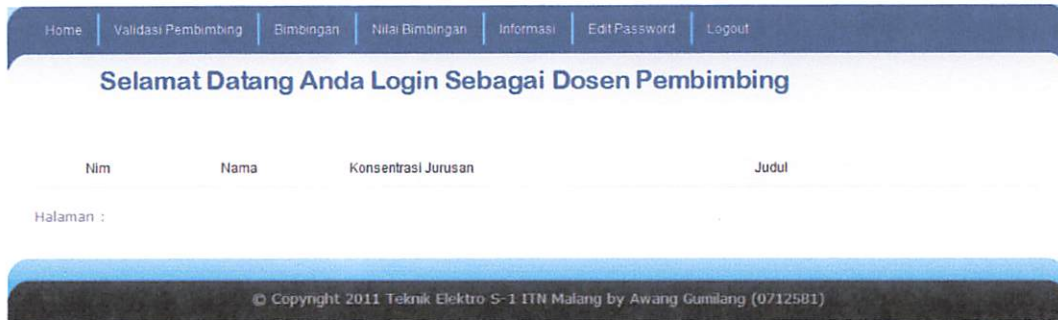 Home Validasi Pembimbing Bimbingan Nilai Bimbingan Informasi Edit Password Logout
Selamat Datang Anda Login Sebagai Dosen Pembimbing
Nim Nama Konsentrasi Jurusan Judul
Halaman :
© Copyright 2011 Teknik Elektro S-1 ITN Malang by Awang Gumilang (0712581)